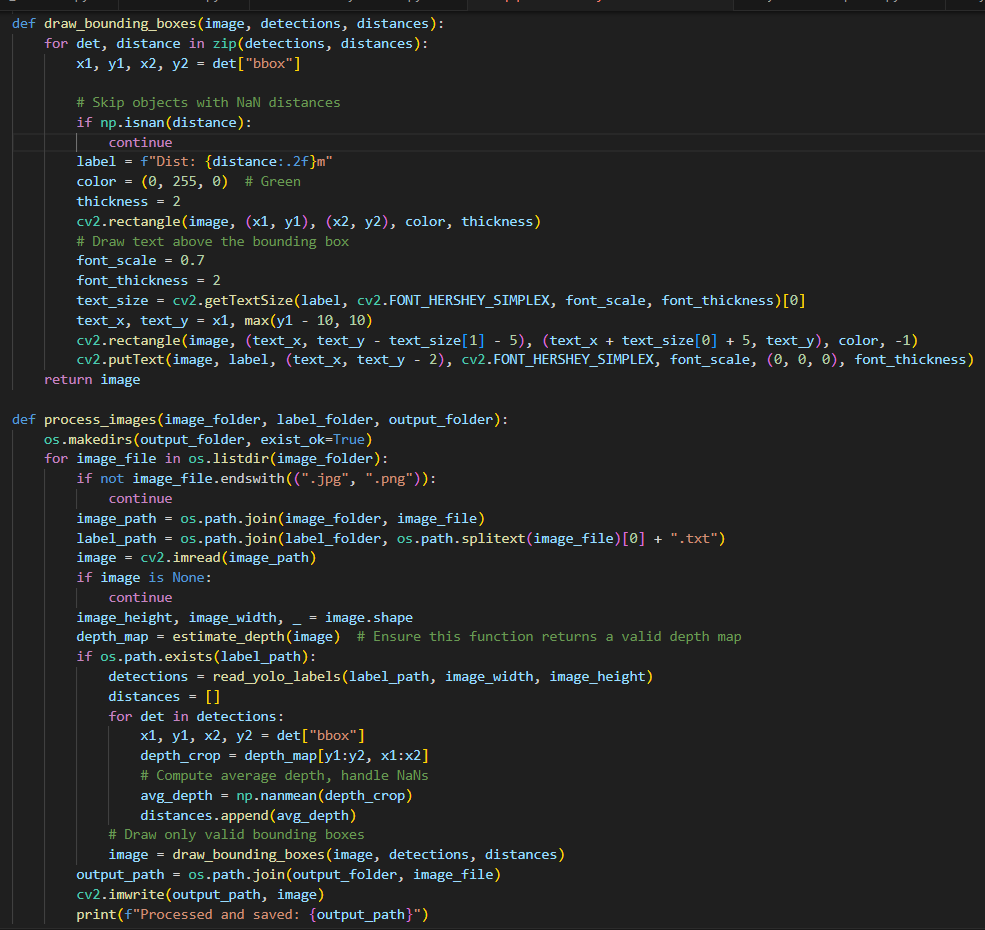 def draw_bounding_boxes(image, detections, distances):
    for det, distance in zip(detections, distances):
        x1, y1, x2, y2 = det["bbox"]

        # Skip objects with NaN distances
        if np.isnan(distance):
            continue
        label = f"Dist: {distance:.2f}m"
        color = (0, 255, 0)  # Green
        thickness = 2
        cv2.rectangle(image, (x1, y1), (x2, y2), color, thickness)
        # Draw text above the bounding box
        font_scale = 0.7
        font_thickness = 2
        text_size = cv2.getTextSize(label, cv2.FONT_HERSHEY_SIMPLEX, font_scale, font_thickness)[0]
        text_x, text_y = x1, max(y1 - 10, 10)
        cv2.rectangle(image, (text_x, text_y - text_size[1] - 5), (text_x + text_size[0] + 5, text_y), color, -1)
        cv2.putText(image, label, (text_x, text_y - 2), cv2.FONT_HERSHEY_SIMPLEX, font_scale, (0, 0, 0), font_thickness)
    return image

def process_images(image_folder, label_folder, output_folder):
    os.makedirs(output_folder, exist_ok=True)
    for image_file in os.listdir(image_folder):
        if not image_file.endswith((".jpg", ".png")):
            continue
        image_path = os.path.join(image_folder, image_file)
        label_path = os.path.join(label_folder, os.path.splitext(image_file)[0] + ".txt")
        image = cv2.imread(image_path)
        if image is None:
            continue
        image_height, image_width, _ = image.shape
        depth_map = estimate_depth(image)  # Ensure this function returns a valid depth map
        if os.path.exists(label_path):
            detections = read_yolo_labels(label_path, image_width, image_height)
            distances = []
            for det in detections:
                x1, y1, x2, y2 = det["bbox"]
                depth_crop = depth_map[y1:y2, x1:x2]
                # Compute average depth, handle NaNs
                avg_depth = np.nanmean(depth_crop)
                distances.append(avg_depth)
            # Draw only valid bounding boxes
            image = draw_bounding_boxes(image, detections, distances)
        output_path = os.path.join(output_folder, image_file)
        cv2.imwrite(output_path, image)
        print(f"Processed and saved: {output_path}")